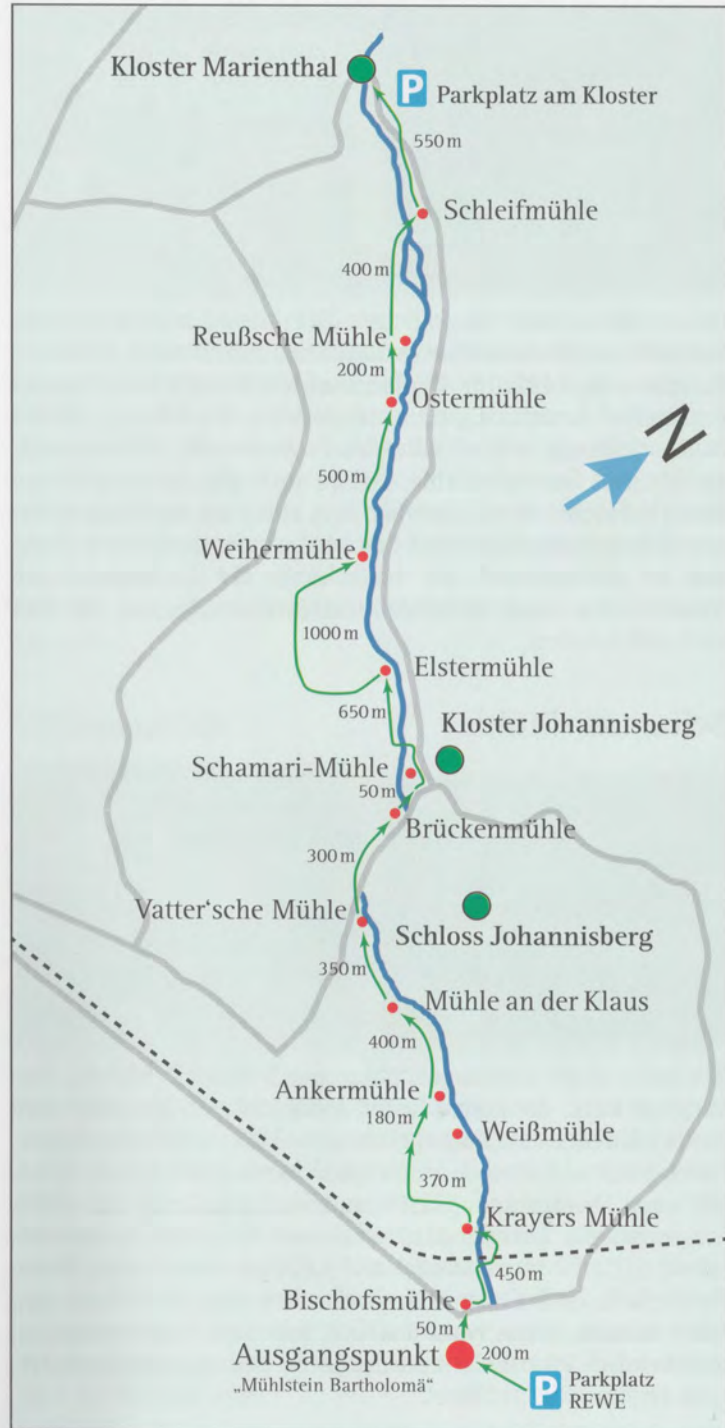 Kloster Marienthal
P Parkplatz am Kloster
550 m
Schleifmühle
400 m
Reußsche Mühle
200 m
Ostermühle
N
500 m
Weihermühle
1000 m
Elstermühle
650 m
Kloster Johannisberg
Schamari-Mühle
50 m
Brückenmühle
300 m
Vatter'sche Mühle
Schloss Johannisberg
350 m
Mühle an der Klaus
400 m
Ankermühle
180 m
Weißmühle
370 m
Krayers Mühle
450 m
Bischofsmühle
50 m
Ausgangspunkt
200 m
„Mühlstein Bartholomä“
P Parkplatz
REWE